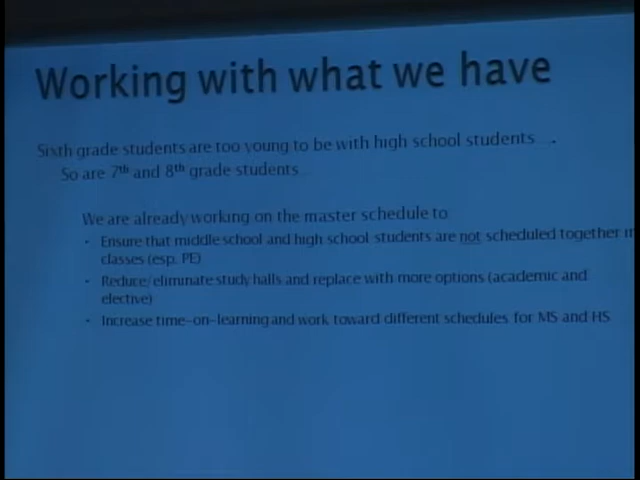 Working with what we have
Sixth grade students are too young to be with high school students ...
So are 7th and 8th grade students ...
We are already working on the master schedule to
• Ensure that middle school and high school students are not scheduled together in
classes (esp. PE)
• Reduce/eliminate study halls and replace with more options (academic and
elective)
• Increase time-on-learning and work toward different schedules for MS and HS